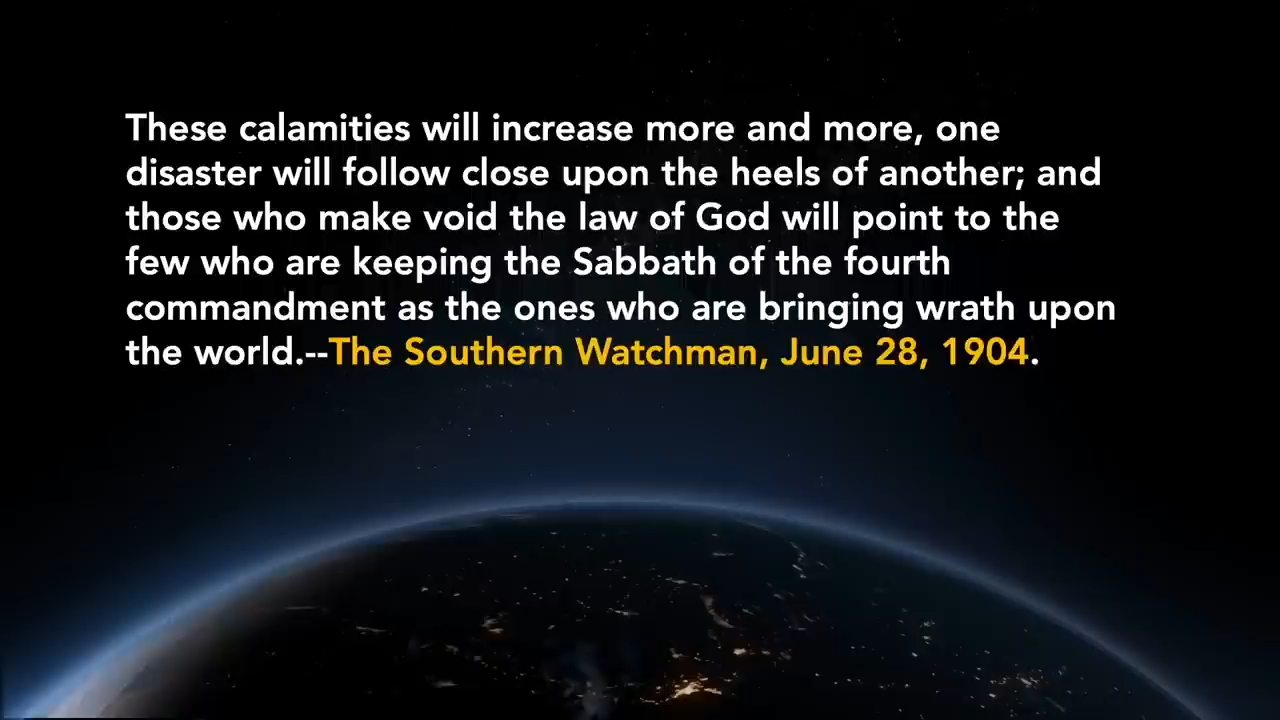 These calamities will increase more and more, one
disaster will follow close upon the heels of another; and
those who make void the law of God will point to the
few who are keeping the Sabbath of the fourth
commandment as the ones who are bringing wrath upon
the world.--The Southern Watchman, June 28, 1904.